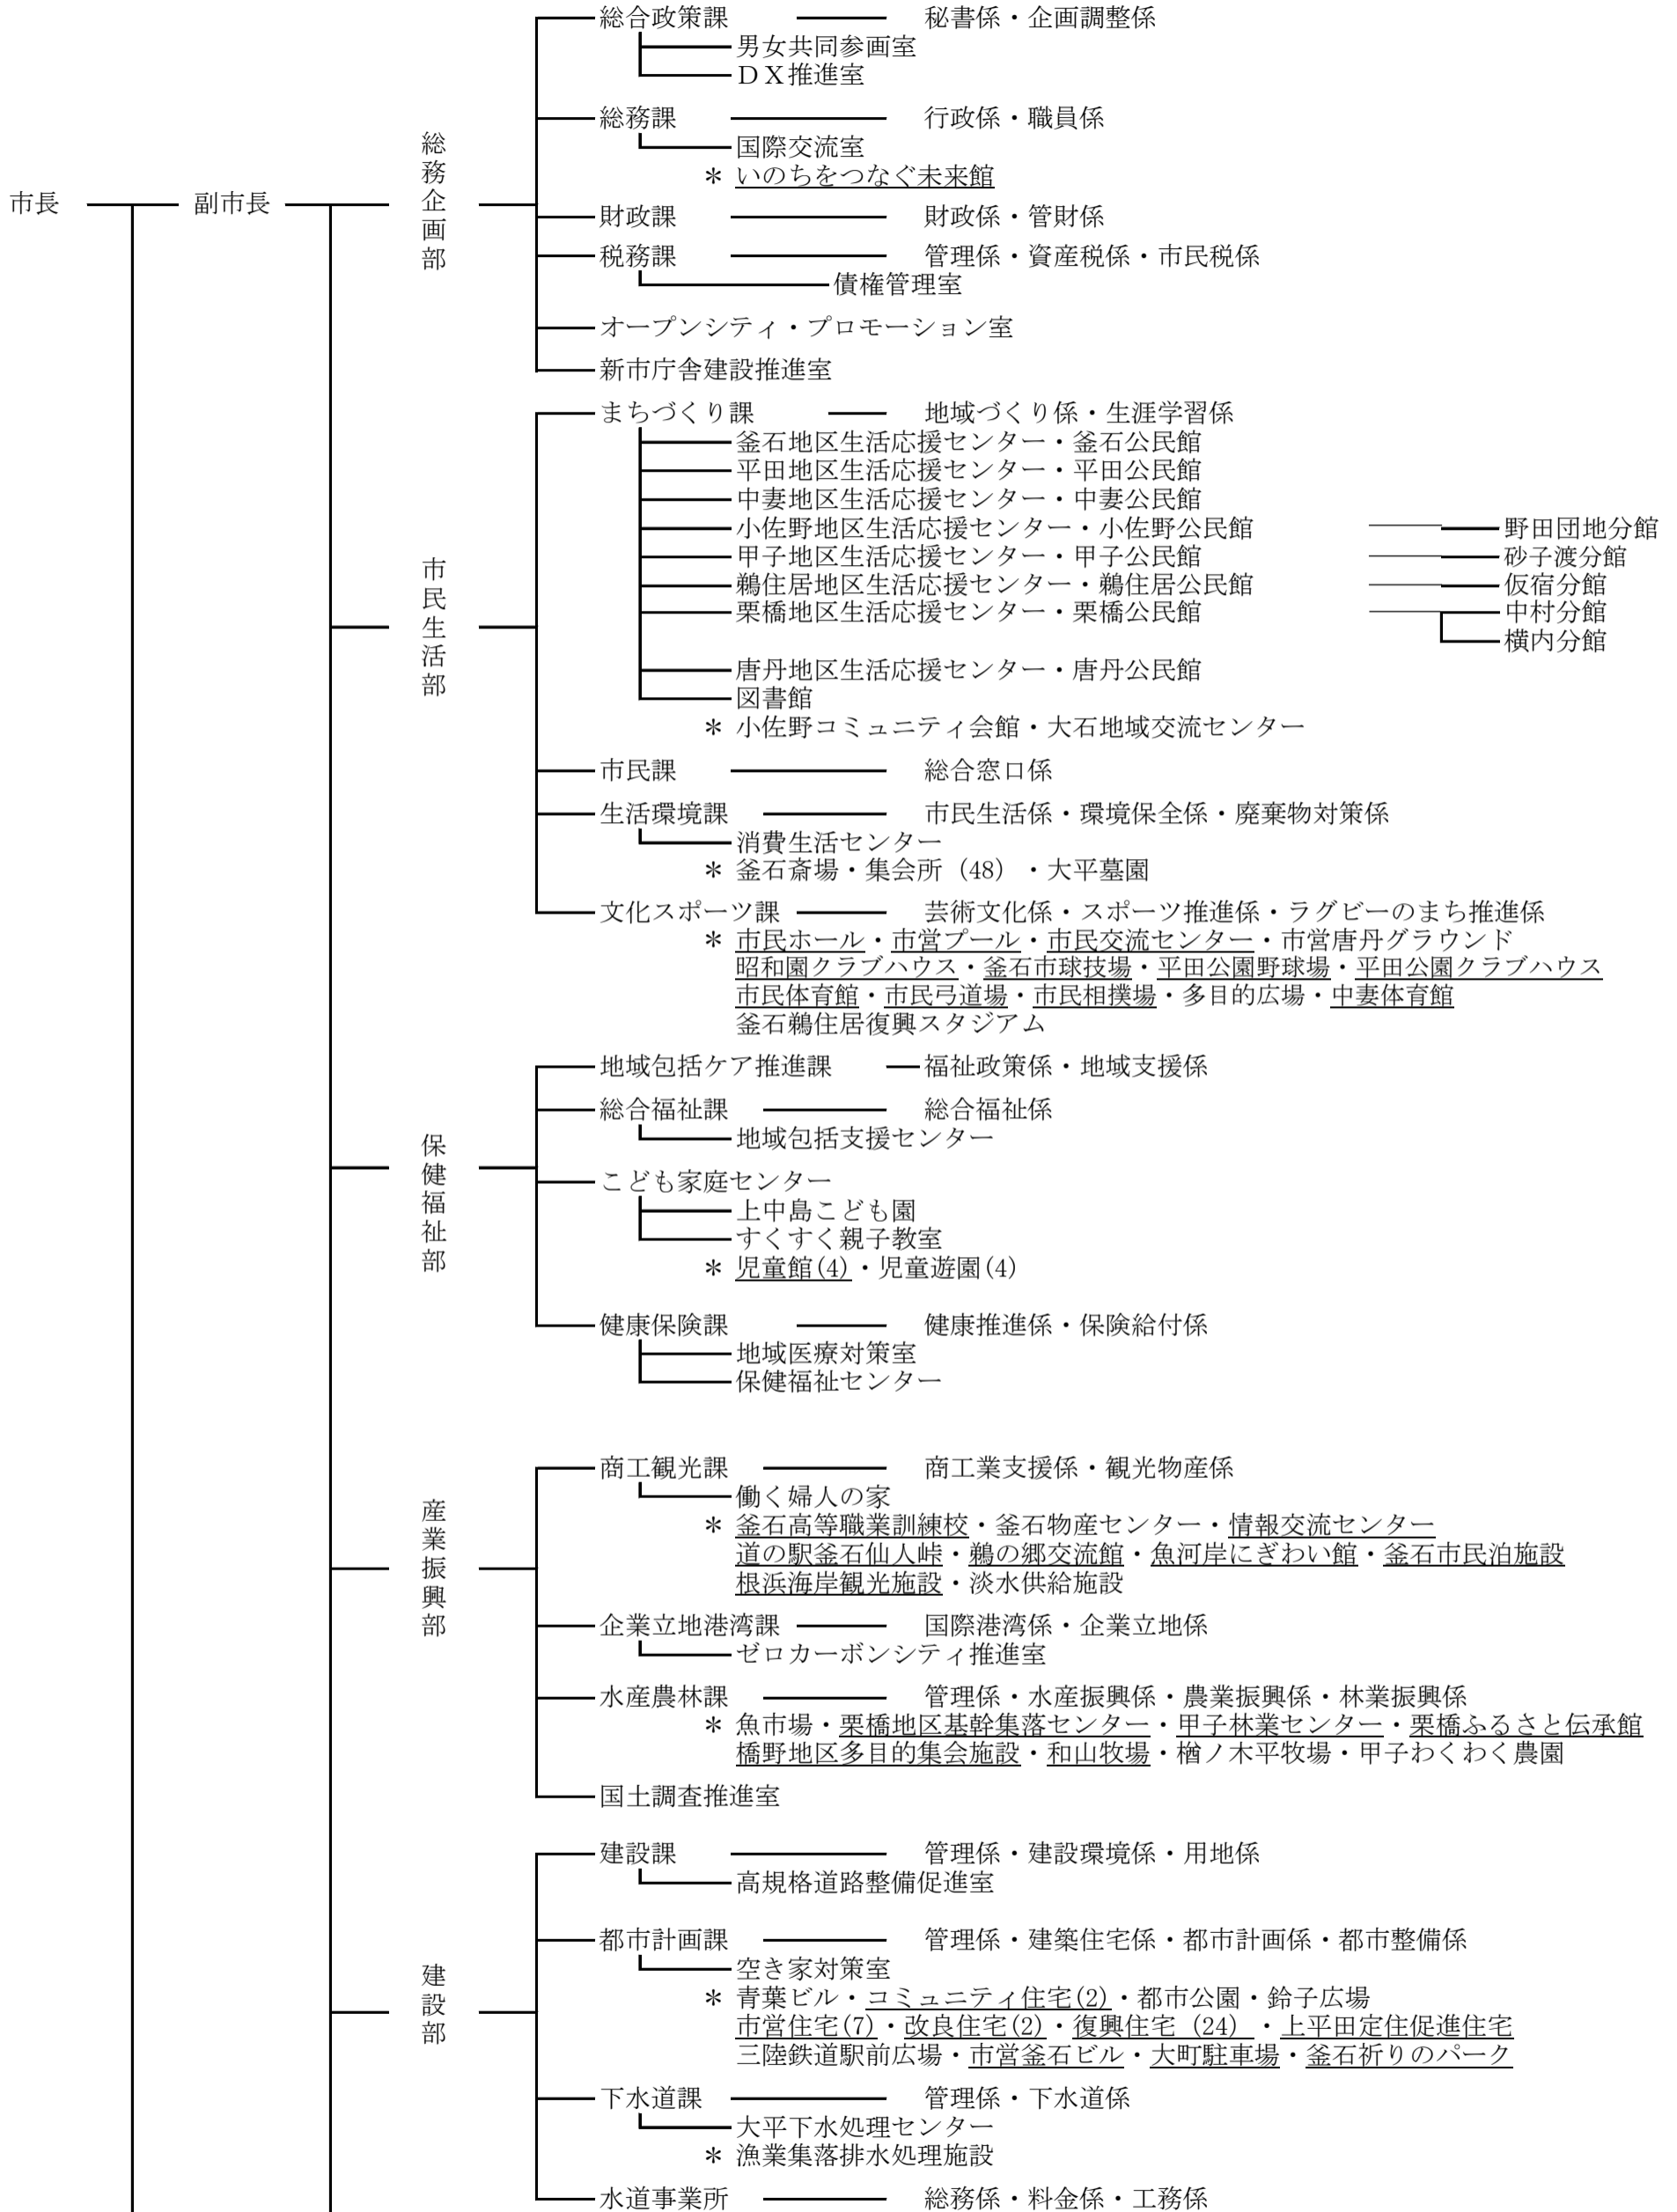 総合政策課 秘書係・企画調整係
男女共同参画室
ＤＸ推進室
総務課 行政係・職員係
国際交流室
＊ いのちをつなぐ未来館
市長 副市長 総務企画部
財政課 財政係・管財係
税務課 管理係・資産税係・市民税係
債権管理室
オープンシティ・プロモーション室
新市庁舎建設推進室
市民生活部
まちづくり課 地域づくり係・生涯学習係
釜石地区生活応援センター・釜石公民館
平田地区生活応援センター・平田公民館
中妻地区生活応援センター・中妻公民館
小佐野地区生活応援センター・小佐野公民館 野田団地分館
甲子地区生活応援センター・甲子公民館 砂子渡分館
鵜住居地区生活応援センター・鵜住居公民館 仮宿分館
栗橋地区生活応援センター・栗橋公民館 中村分館
横内分館
唐丹地区生活応援センター・唐丹公民館
図書館
＊ 小佐野コミュニティ会館・大石地域交流センター
市民課 総合窓口係
生活環境課 市民生活係・環境保全係・廃棄物対策係
消費生活センター
＊ 釜石斎場・集会所（48）・大平墓園
文化スポーツ課 芸術文化係・スポーツ推進係・ラグビーのまち推進係
＊ 市民ホール・市営プール・市民交流センター・市営唐丹グラウンド
昭和園クラブハウス・釜石市球技場・平田公園野球場・平田公園クラブハウス
市民体育館・市民弓道場・市民相撲場・多目的広場・中妻体育館
釜石鵜住居復興スタジアム
保健福祉部
地域包括ケア推進課 福祉政策係・地域支援係
総合福祉課 総合福祉係
地域包括支援センター
こども家庭センター
上中島こども園
すくすく親子教室
＊ 児童館(4)・児童遊園(4)
健康保険課 健康推進係・保険給付係
地域医療対策室
保健福祉センター
産業振興部
商工観光課 商工業支援係・観光物産係
働く婦人の家
＊ 釜石高等職業訓練校・釜石物産センター・情報交流センター
道の駅釜石仙人峠・鵜の郷交流館・魚河岸にぎわい館・釜石市民泊施設
根浜海岸観光施設・淡水供給施設
企業立地港湾課 国際港湾係・企業立地係
ゼロカーボンシティ推進室
水産農林課 管理係・水産振興係・農業振興係・林業振興係
＊ 魚市場・栗橋地区基幹集落センター・甲子林業センター・栗橋ふるさと伝承館
橋野地区多目的集会施設・和山牧場・楢ノ木平牧場・甲子わくわく農園
国土調査推進室
建設部
建設課 管理係・建設環境係・用地係
高規格道路整備促進室
都市計画課 管理係・建築住宅係・都市計画係・都市整備係
空き家対策室
＊ 青葉ビル・コミュニティ住宅(2)・都市公園・鈴子広場
市営住宅(7)・改良住宅(2)・復興住宅（24）・上平田定住促進住宅
三陸鉄道駅前広場・市営釜石ビル・大町駐車場・釜石祈りのパーク
下水道課 管理係・下水道係
大平下水処理センター
＊ 漁業集落排水処理施設
水道事業所 総務係・料金係・工務係